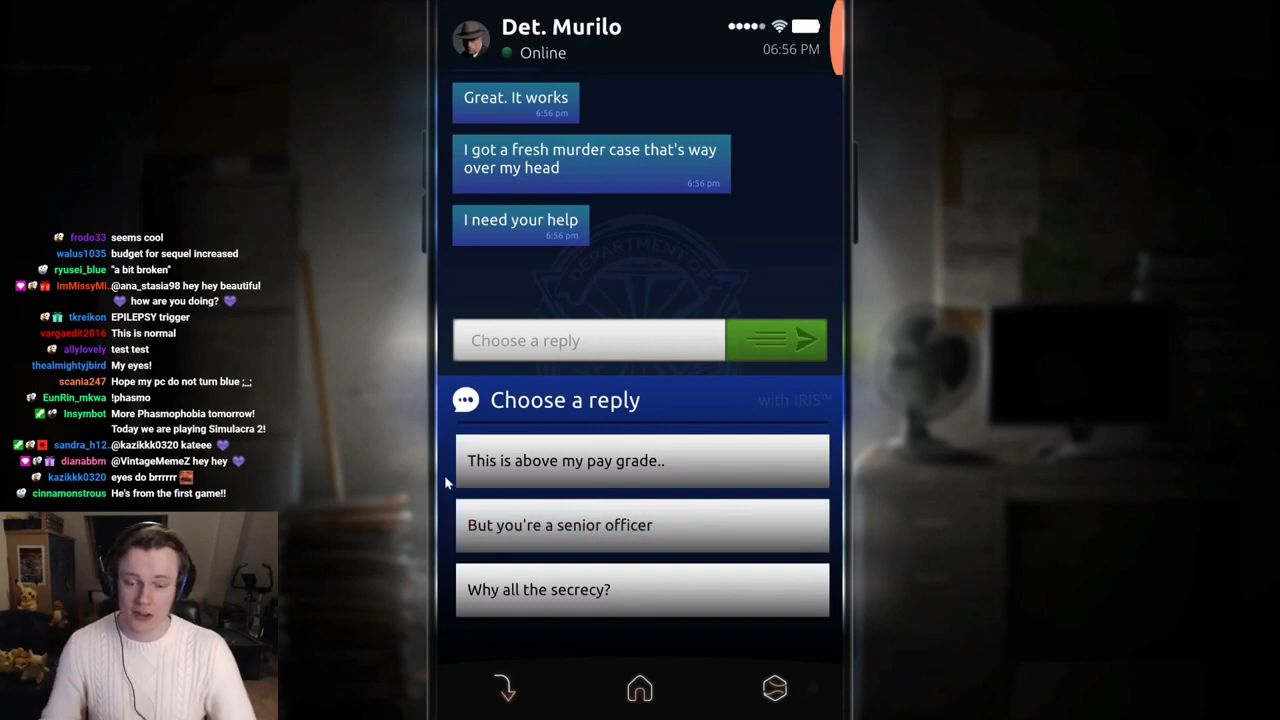 Det. Murilo
Online
06:56 PM
Great. It works
6:56 pm
I got a fresh murder case that's way
over my head
6:56 pm
I need your help
6:56 pm
DEPARTMENT OF
Choose a reply
Choose a reply
with IRIS™
This is above my pay grade..
But you're a senior officer
Why all the secrecy?
frodo33 seems cool
walus1035 budget for sequel increased
ryusei_blue "a bit broken"
ImMissyMi.. @ana_stasia98 hey hey beautiful
how are you doing?
tkreikon EPILEPSY trigger
vargaedit2016 This is normal
allylovely test test
thealmightyjbird My eyes!
scania247 Hope my pc do not turn blue ;_;
EunRin_mkwa !phasmo
Insymbot More Phasmophobia tomorrow!
Today we are playing Simulacra 2!
sandra_h12.. @kazikkk0320 kateee
dianabbm @VintageMemeZ hey hey
kazikkk0320 eyes do brrrrrr
cinnamonstrous He's from the first game!!